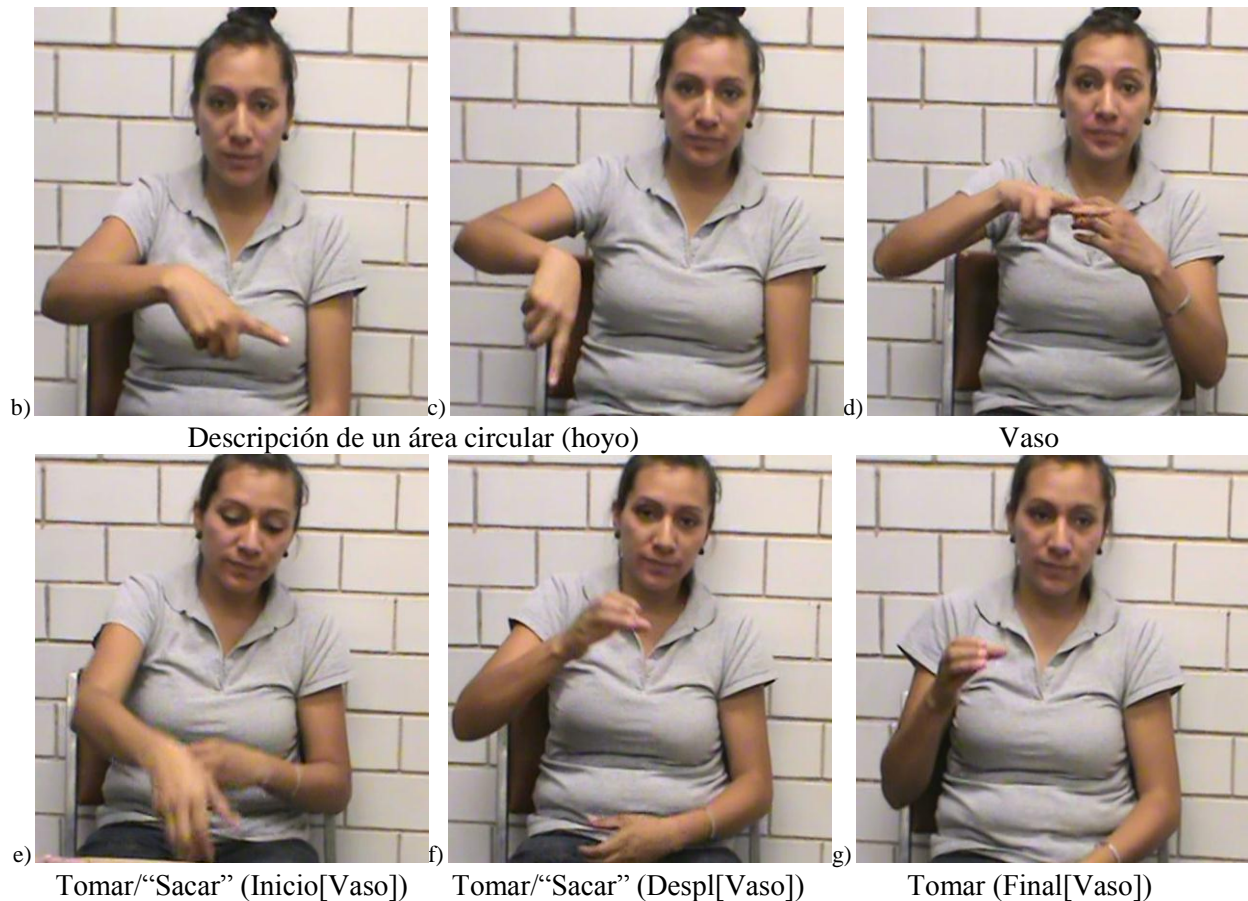 b) c) d)
Descripción de un área circular (hoyo) Vaso
e) f) g)
Tomar/“Sacar” (Inicio[Vaso]) Tomar/“Sacar” (Despl[Vaso]) Tomar (Final[Vaso])